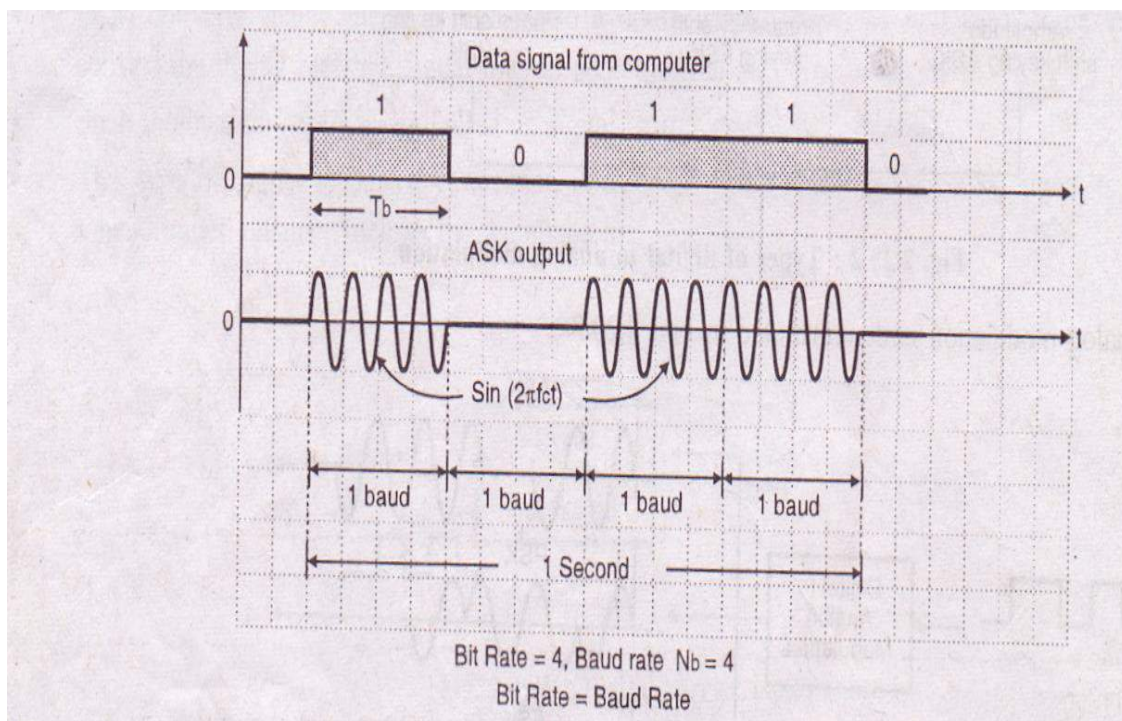 Data signal from computer
1 1 1
1
0 0
0 t
Tb
ASK output
0 t
Sin (2πfct)
1 baud 1 baud 1 baud 1 baud
1 Second
Bit Rate = 4, Baud rate Nb = 4
Bit Rate = Baud Rate